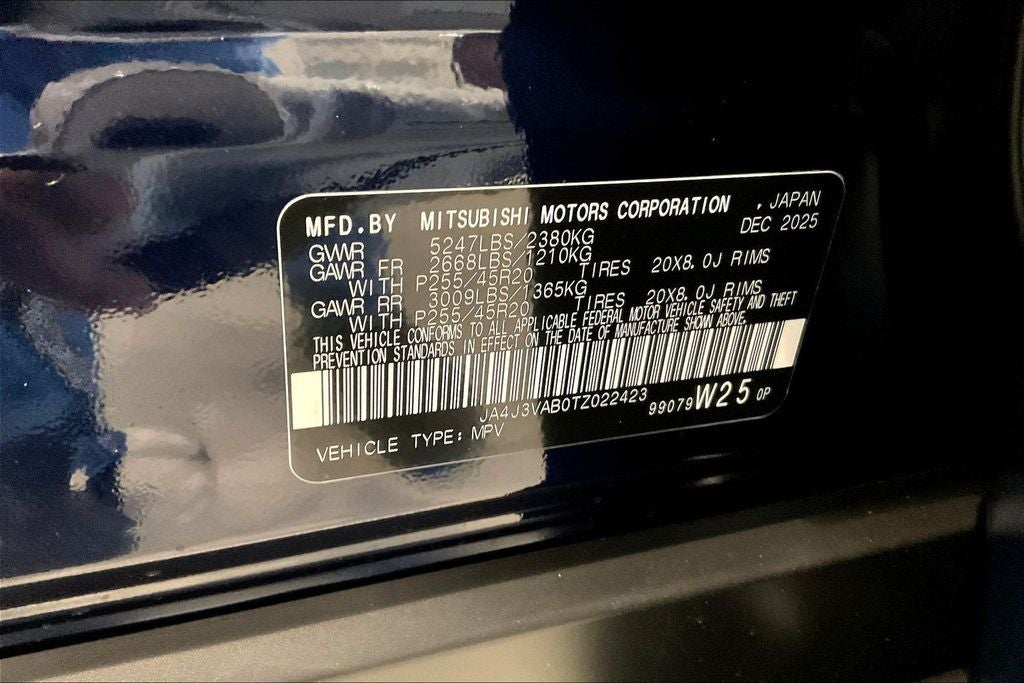 MFD.BY MITSUBISHI MOTORS CORPORATION , JAPAN
DEC 2025
GVWR 5247LBS/2380KG
GAWR FR 2668LBS/1210KG
WITH P255/45R20 TIRES 20X8.0J RIMS
GAWR RR 3009LBS/1365KG
WITH P255/45R20 TIRES 20X8.0J RIMS
THIS VEHICLE CONFORMS TO ALL APPLICABLE FEDERAL MOTOR VEHICLE SAFETY AND THEFT
PREVENTION STANDARDS IN EFFECT ON THE DATE OF MANUFACTURE SHOWN ABOVE.
JA4J3VAB0TZ022423
99079W25 0P
VEHICLE TYPE: MPV